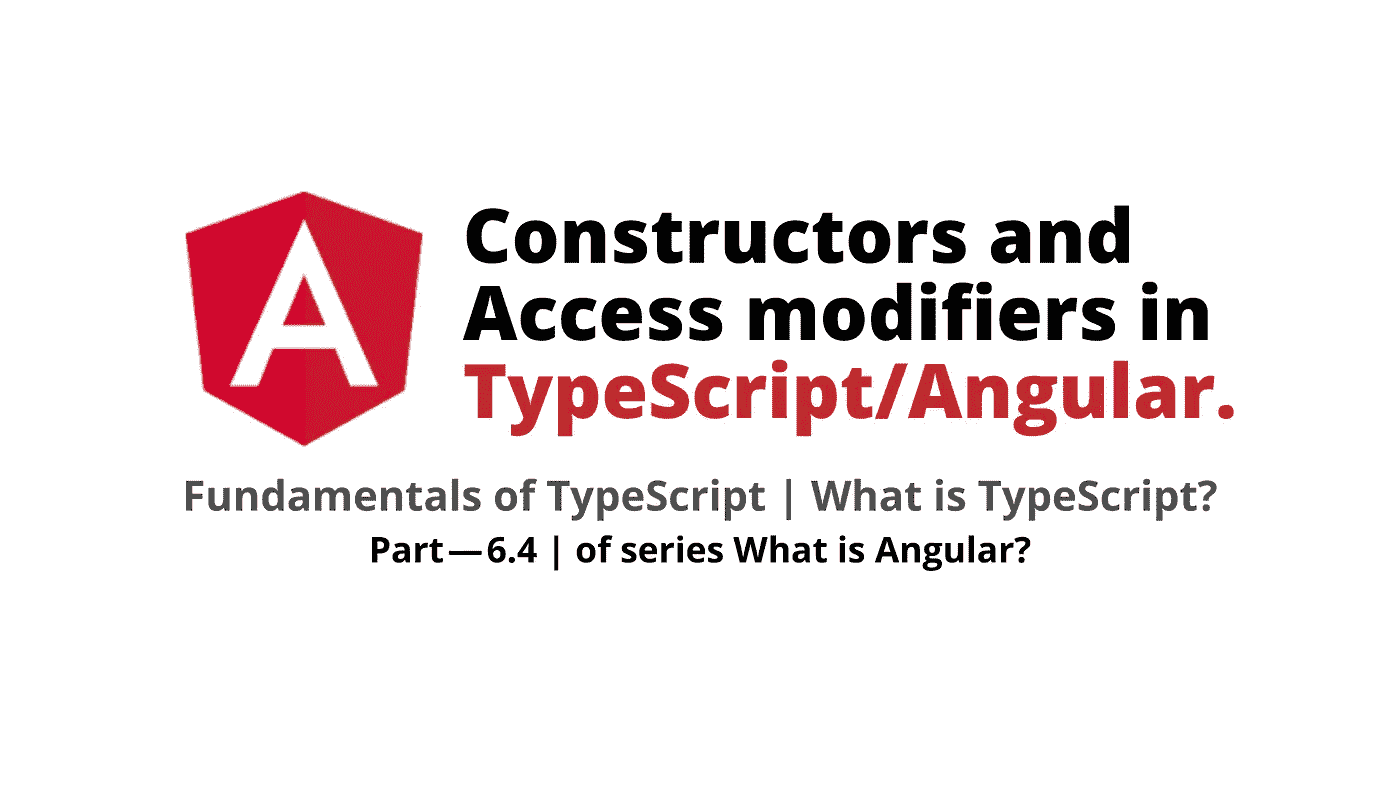 A
Constructors and
Access modifiers in
TypeScript/Angular.
Fundamentals of TypeScript | What is TypeScript?
Part—6.4 | of series What is Angular?